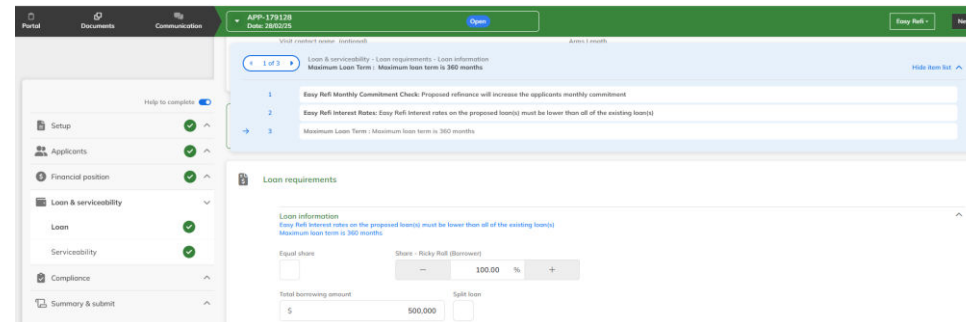 Portal
Documents
Communication
APP-179128
Date: 28/02/25
Open
Easy Refi
Visit contact name (optional)
Arms Length
1 of 3
Loan & serviceability - Loan requirements - Loan information
Maximum Loan Term : Maximum loan term is 360 months
Hide item list
1 Easy Refi Monthly Commitment Check: Proposed refinance will increase the applicants monthly commitment
2 Easy Refi Interest Rates: Easy Refi Interest rates on the proposed loan(s) must be lower than all of the existing loan(s)
3 Maximum Loan Term : Maximum loan term is 360 months
Help to complete
Setup
Applicants
Financial position
Loan & serviceability
Loan
Serviceability
Compliance
Summary & submit
Loan requirements
Loan information
Easy Refi Interest rates on the proposed loan(s) must be lower than all of the existing loan(s)
Maximum loan term is 360 months
Equal share
Share - Ricky Roll (Borrower)
100.00 %
Total borrowing amount
Split loan
$ 500,000